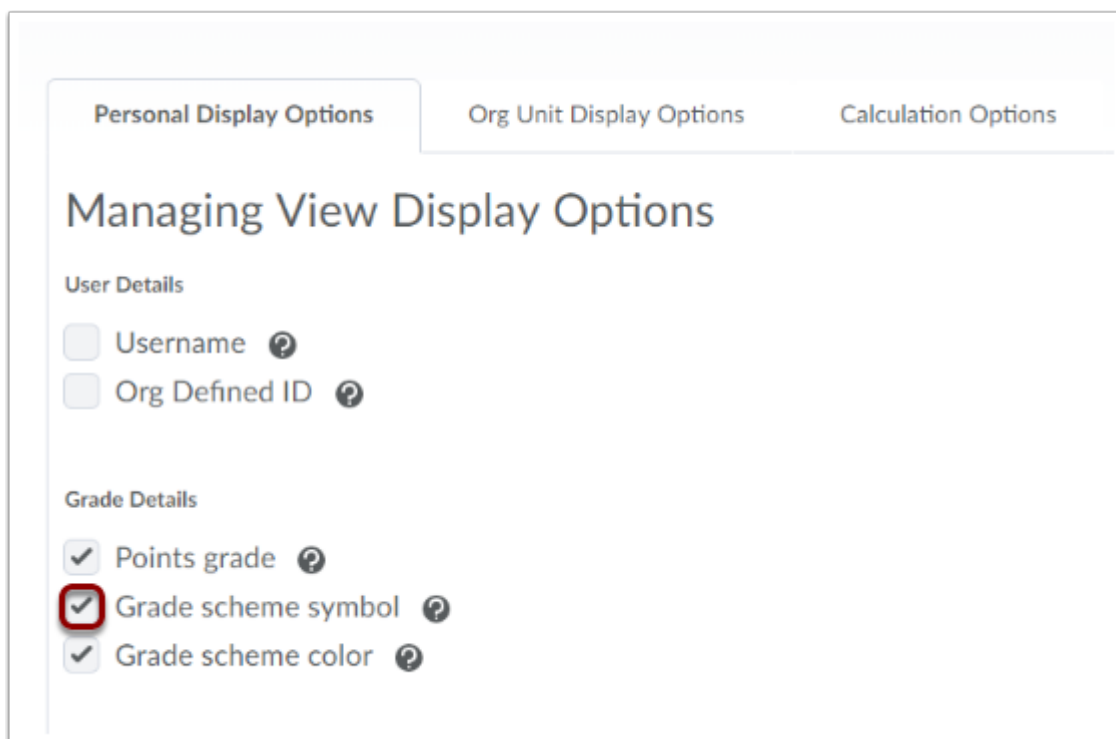 Personal Display Options Org Unit Display Options Calculation Options
Managing View Display Options
User Details
Username
Org Defined ID
Grade Details
Points grade
Grade scheme symbol
Grade scheme color